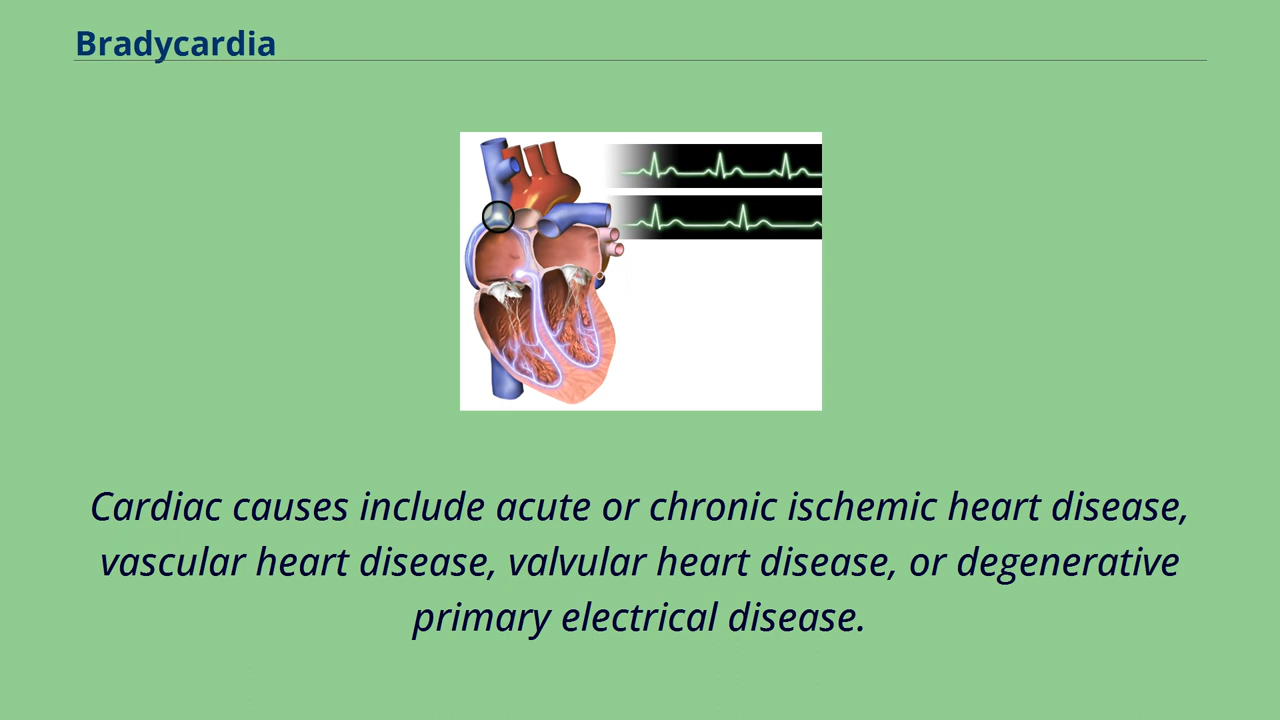 Bradycardia
Cardiac causes include acute or chronic ischemic heart disease,
vascular heart disease, valvular heart disease, or degenerative
primary electrical disease.